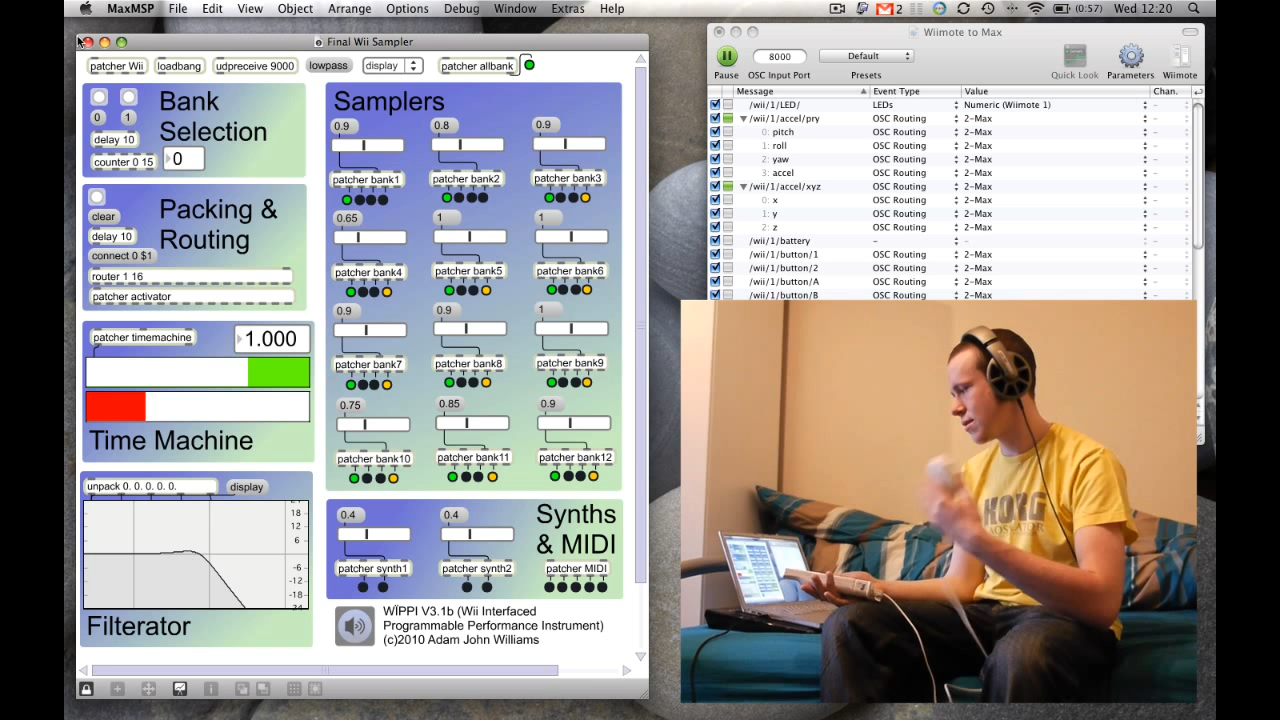 MaxMSP File Edit View Object Arrange Options Debug Window Extras Help
2 (0:57) Wed 12:20
Final Wii Sampler
patcher Wii loadbang udpreceive 9000 lowpass display patcher allbank
Bank
Selection
0 1
delay 10
counter 0 15 0
Packing &
Routing
clear
delay 10
connect 0 $1
router 1 16
patcher activator
patcher timemachine 1.000
Time Machine
unpack 0. 0. 0. 0. 0. display
18
12
6
-6
-12
-18
Filterator
Samplers
0.9 0.8 0.9
patcher bank1 patcher bank2 patcher bank3
0.65 1 1
patcher bank4 patcher bank5 patcher bank6
0.9 0.9 1
patcher bank7 patcher bank8 patcher bank9
0.75 0.85 0.9
patcher bank10 patcher bank11 patcher bank12
Synths
& MIDI
0.4 0.4
patcher synth1 patcher synth2 patcher MIDI
WÏPPI V3.1b (Wii Interfaced
Programmable Performance Instrument)
(c)2010 Adam John Williams
Wiimote to Max
8000 Default
Pause OSC Input Port Presets Quick Look Parameters Wiimote
Message Event Type Value Chan.
/wii/1/LED/ LEDs Numeric (Wiimote 1) –
/wii/1/accel/pry OSC Routing 2-Max –
0: pitch OSC Routing 2-Max –
1: roll OSC Routing 2-Max –
2: yaw OSC Routing 2-Max –
3: accel OSC Routing 2-Max –
/wii/1/accel/xyz OSC Routing 2-Max –
0: x OSC Routing 2-Max –
1: y OSC Routing 2-Max –
2: z OSC Routing 2-Max –
/wii/1/battery – – –
/wii/1/button/1 OSC Routing 2-Max –
/wii/1/button/2 OSC Routing 2-Max –
/wii/1/button/A OSC Routing 2-Max –
/wii/1/button/B OSC Routing 2-Max –
KORG